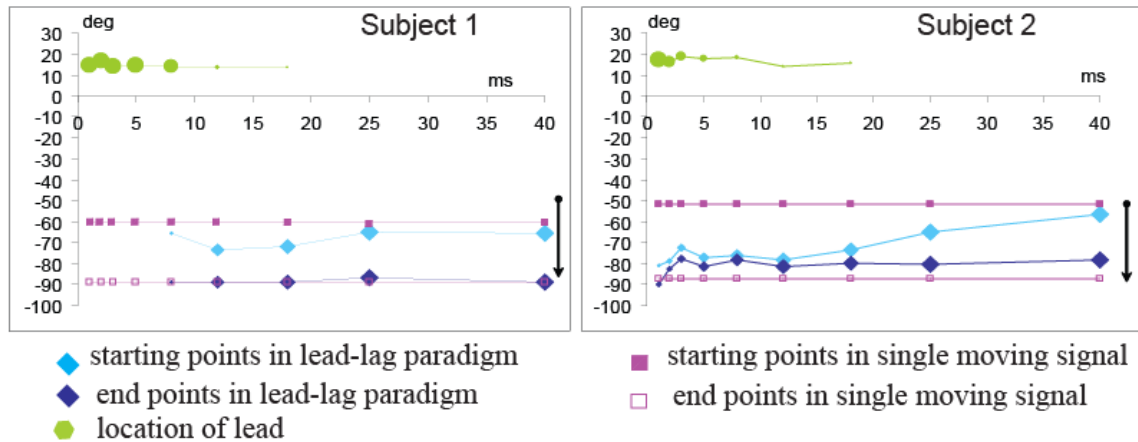 deg
Subject 1
30
20
10
0
-10
-20
-30
-40
-50
-60
-70
-80
-90
-100
ms
0 5 10 15 20 25 30 35 40
deg
Subject 2
30
20
10
0
-10
-20
-30
-40
-50
-60
-70
-80
-90
-100
ms
0 5 10 15 20 25 30 35 40
starting points in lead-lag paradigm
end points in lead-lag paradigm
location of lead
starting points in single moving signal
end points in single moving signal